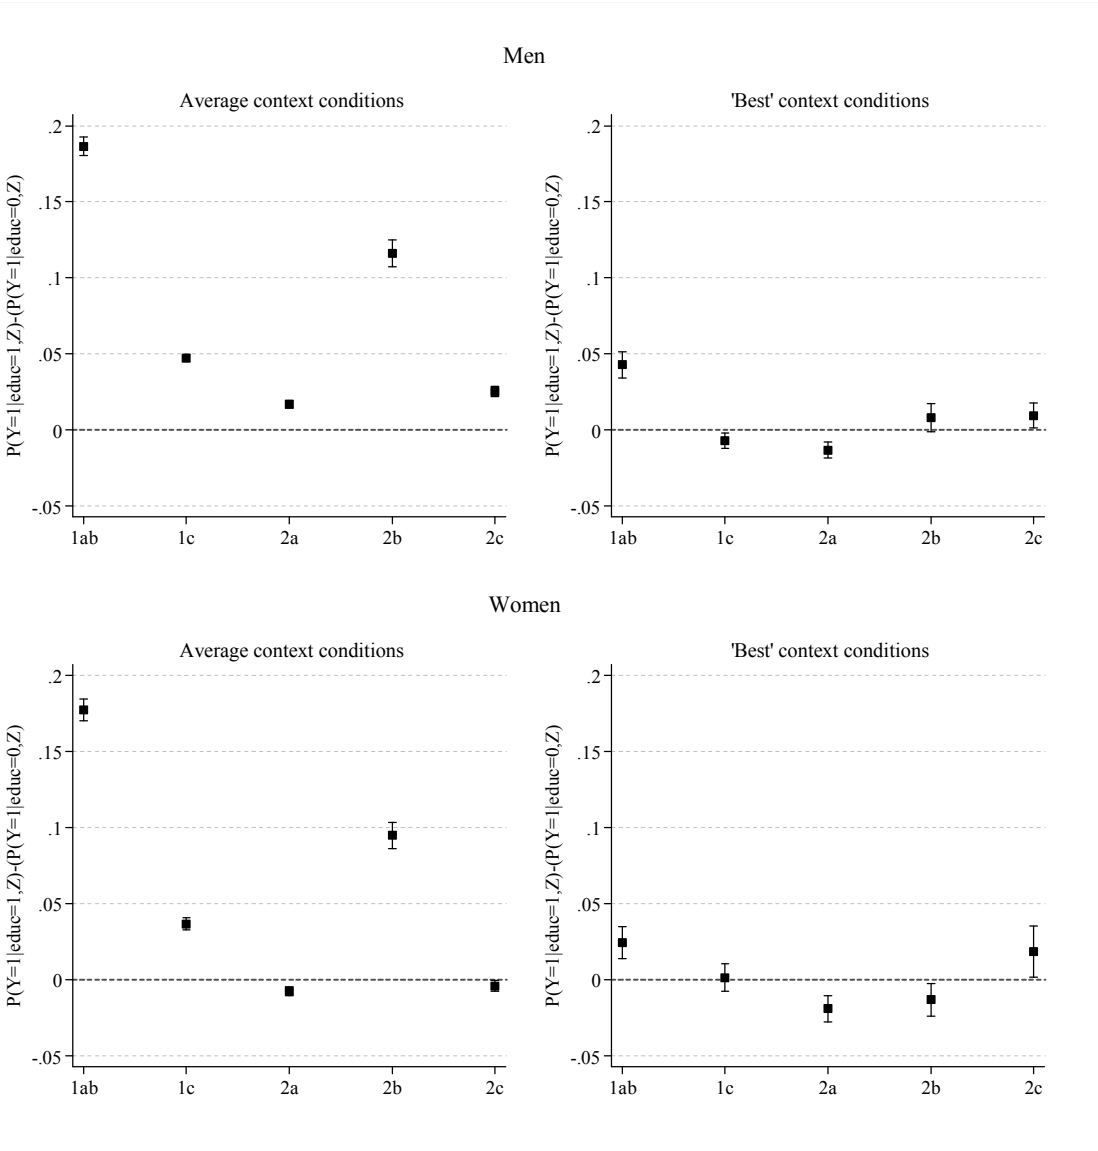 Men
Average context conditions
P(Y=1|educ=1,Z)-(P(Y=1|educ=0,Z)
.2
.15
.1
.05
0
-.05
1ab 1c 2a 2b 2c
'Best' context conditions
P(Y=1|educ=1,Z)-(P(Y=1|educ=0,Z)
.2
.15
.1
.05
0
-.05
1ab 1c 2a 2b 2c
Women
Average context conditions
P(Y=1|educ=1,Z)-(P(Y=1|educ=0,Z)
.2
.15
.1
.05
0
-.05
1ab 1c 2a 2b 2c
'Best' context conditions
P(Y=1|educ=1,Z)-(P(Y=1|educ=0,Z)
.2
.15
.1
.05
0
-.05
1ab 1c 2a 2b 2c